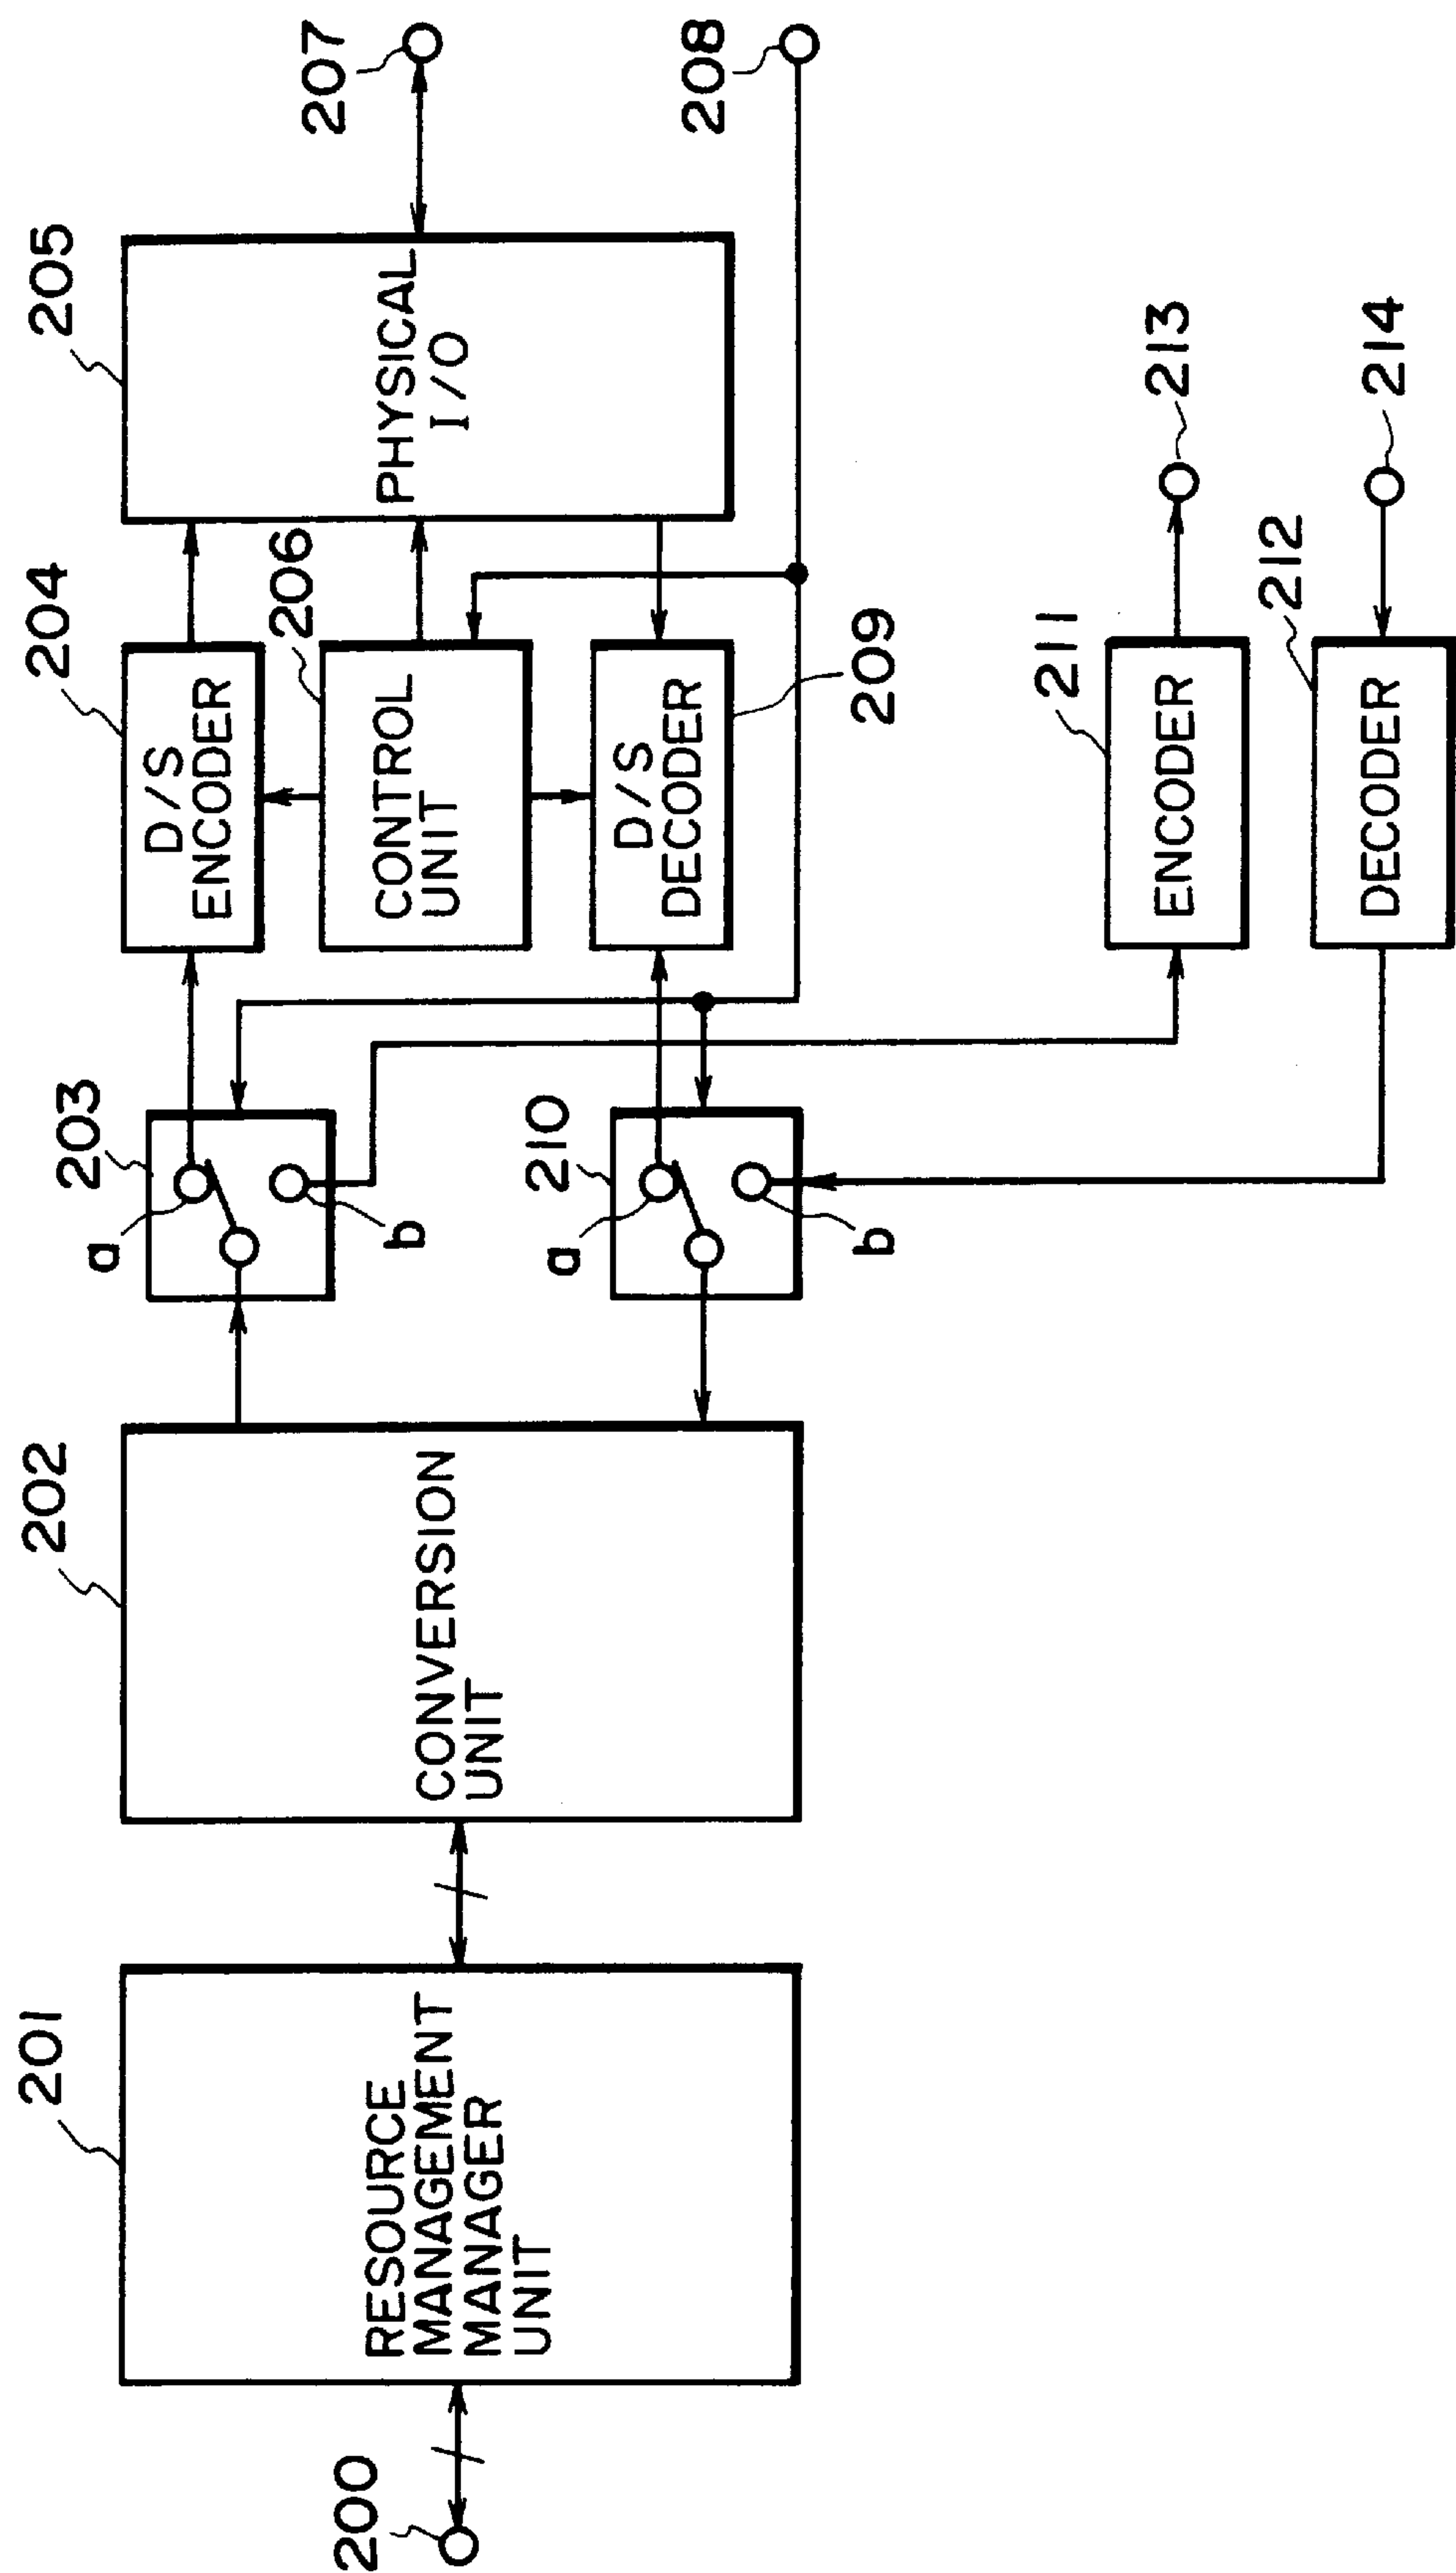 200
201
RESOURCE
MANAGEMENT
MANAGER
UNIT
202
CONVERSION
UNIT
203
a
b
210
a
b
204
D/S
ENCODER
206
CONTROL
UNIT
D/S
DECODER
209
205
PHYSICAL
I/O
207
208
211
ENCODER
213
212
DECODER
214